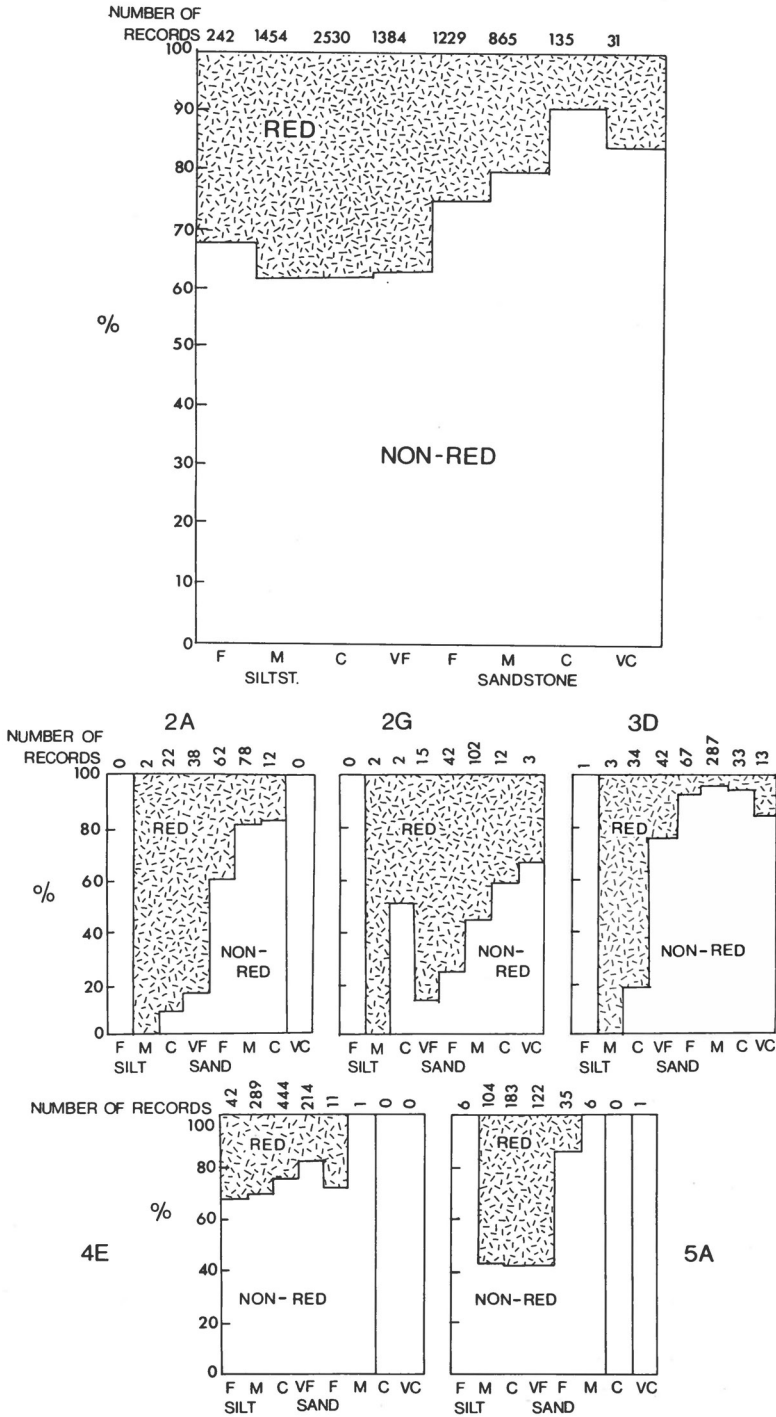 NUMBER OF
RECORDS 242 1454 2530 1384 1229 865 135 31
100
90
80
70
60
50
40
30
20
10
0
%
RED
NON-RED
F M C VF F M C VC
SILTST. SANDSTONE
2A 2G 3D
NUMBER OF
RECORDS
0 2 22 38 62 78 12 0
0 2 2 15 42 102 12 3
1 3 34 42 67 287 33 13
100
80
60
40
20
0
%
RED RED RED
NON-
RED
NON-
RED
NON-RED
F M C VF F M C VC F M C VF F M C VC F M C VF F M C VC
SILT SAND SILT SAND SILT SAND
NUMBER OF RECORDS 42 289 444 214 11 1 0 0
6 104 183 122 35 6 0 1
100
80
60
40
20
0
%
RED RED
4E 5A
NON-RED NON-RED
F M C VF F M C VC F M C VF F M C VC
SILT SAND SILT SAND